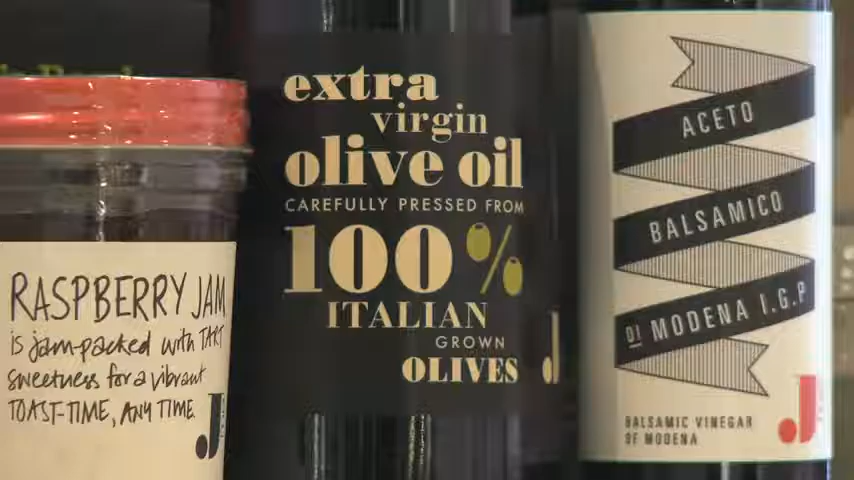 RASPBERRY JAM
is jam-packed with TART
sweetness for a vibrant
TOAST-TIME, ANY TIME.
J
extra
virgin
olive oil
CAREFULLY PRESSED FROM
100%
ITALIAN
GROWN
OLIVES
J
ACETO
BALSAMICO
DI MODENA I.G.P
BALSAMIC VINEGAR
OF MODENA
J